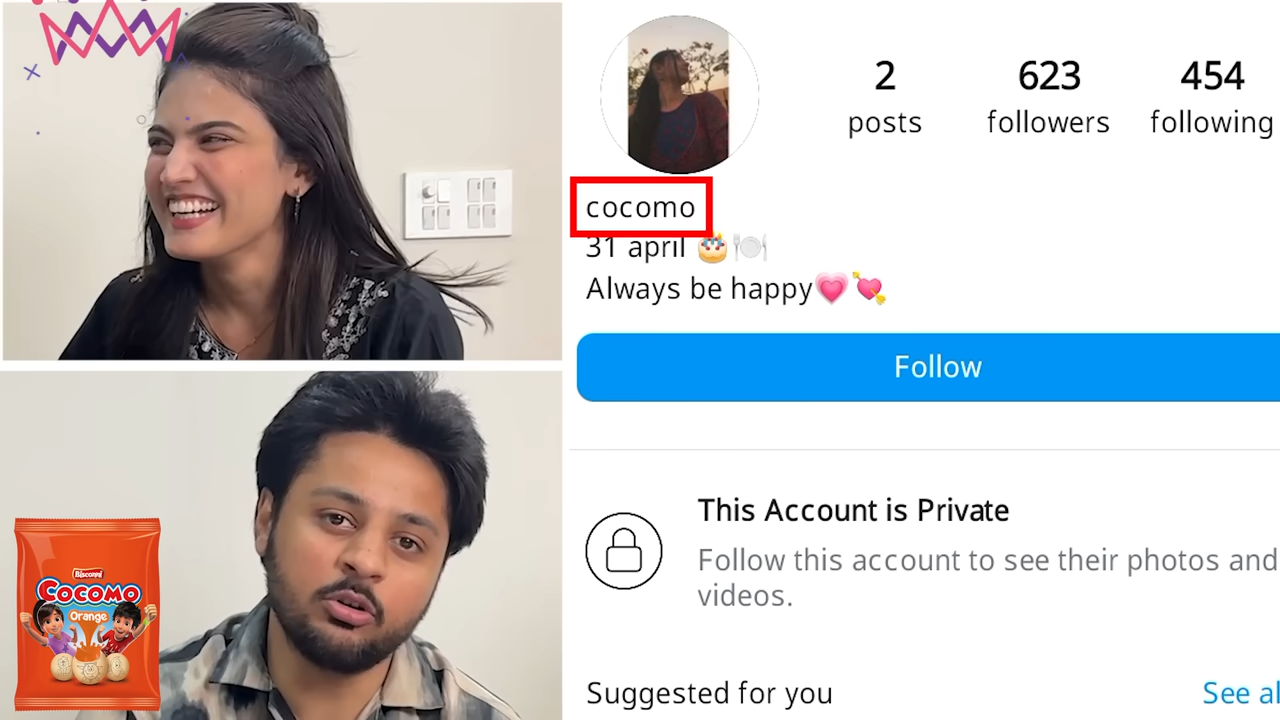 2
posts
623
followers
454
following
cocomo
31 april 🎂🍽️
Always be happy💗💘
Follow
This Account is Private
Follow this account to see their photos and
videos.
Suggested for you
See al
Bisconni
COCOMO
Orange